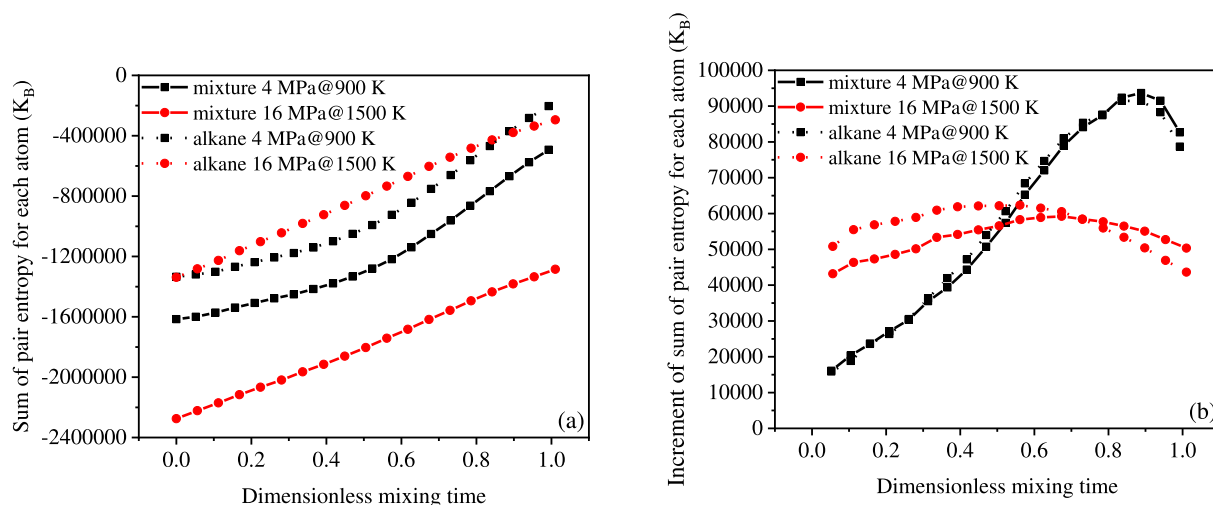 Sum of pair entropy for each atom (K_B)
0
-400000
-800000
-1200000
-1600000
-2000000
-2400000
mixture 4 MPa@900 K
mixture 16 MPa@1500 K
alkane 4 MPa@900 K
alkane 16 MPa@1500 K
(a)
0.0 0.2 0.4 0.6 0.8 1.0
Dimensionless mixing time
Increment of sum of pair entropy for each atom (K_B)
100000
90000
80000
70000
60000
50000
40000
30000
20000
10000
0
mixture 4 MPa@900 K
mixture 16 MPa@1500 K
alkane 4 MPa@900 K
alkane 16 MPa@1500 K
(b)
0.0 0.2 0.4 0.6 0.8 1.0
Dimensionless mixing time